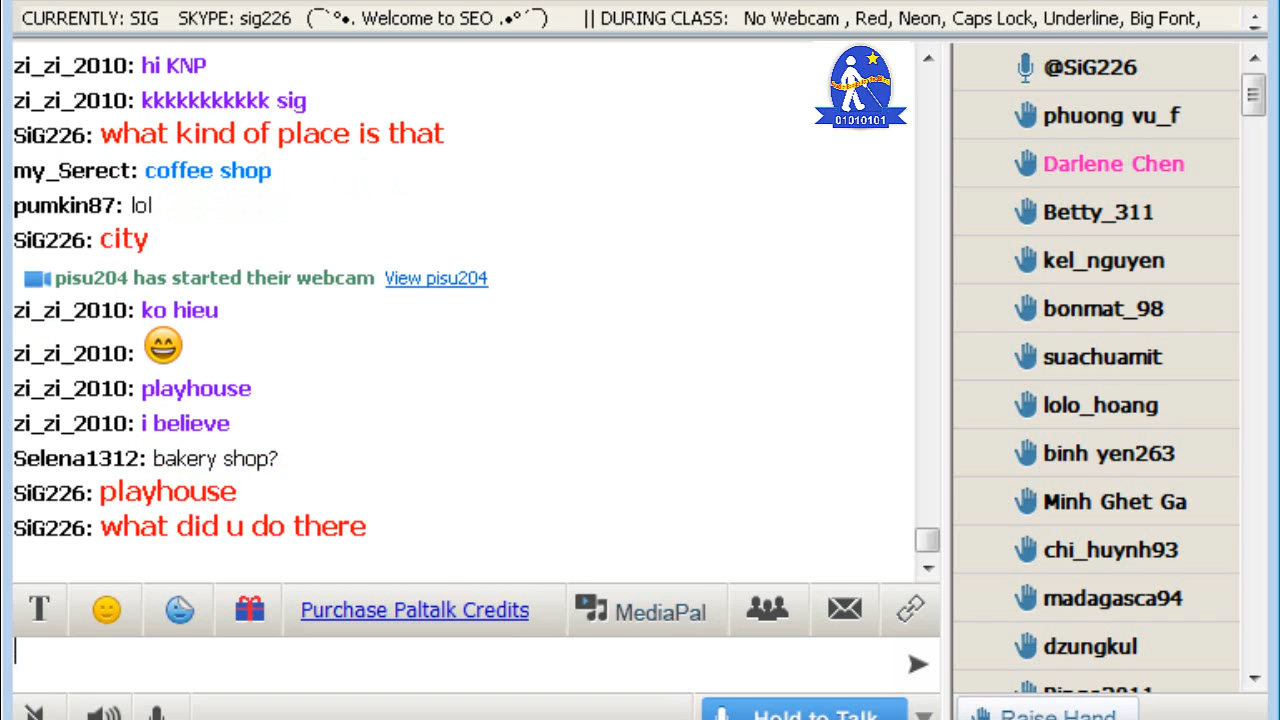 CURRENTLY: SIG SKYPE: sig226 (¯`°●. Welcome to SEO .●°´¯) || DURING CLASS: No Webcam , Red, Neon, Caps Lock, Underline, Big Font,
zi_zi_2010: hi KNP
zi_zi_2010: kkkkkkkkkkk sig
SiG226: what kind of place is that
my_Serect: coffee shop
pumkin87: lol
SiG226: city
pisu204 has started their webcam View pisu204
zi_zi_2010: ko hieu
zi_zi_2010: 😄
zi_zi_2010: playhouse
zi_zi_2010: i believe
Selena1312: bakery shop?
SiG226: playhouse
SiG226: what did u do there
01010101
T
Purchase Paltalk Credits
MediaPal
Hold to Talk
@SiG226
phuong vu_f
Darlene Chen
Betty_311
kel_nguyen
bonmat_98
suachuamit
lolo_hoang
binh yen263
Minh Ghet Ga
chi_huynh93
madagasca94
dzungkul
Raise Hand